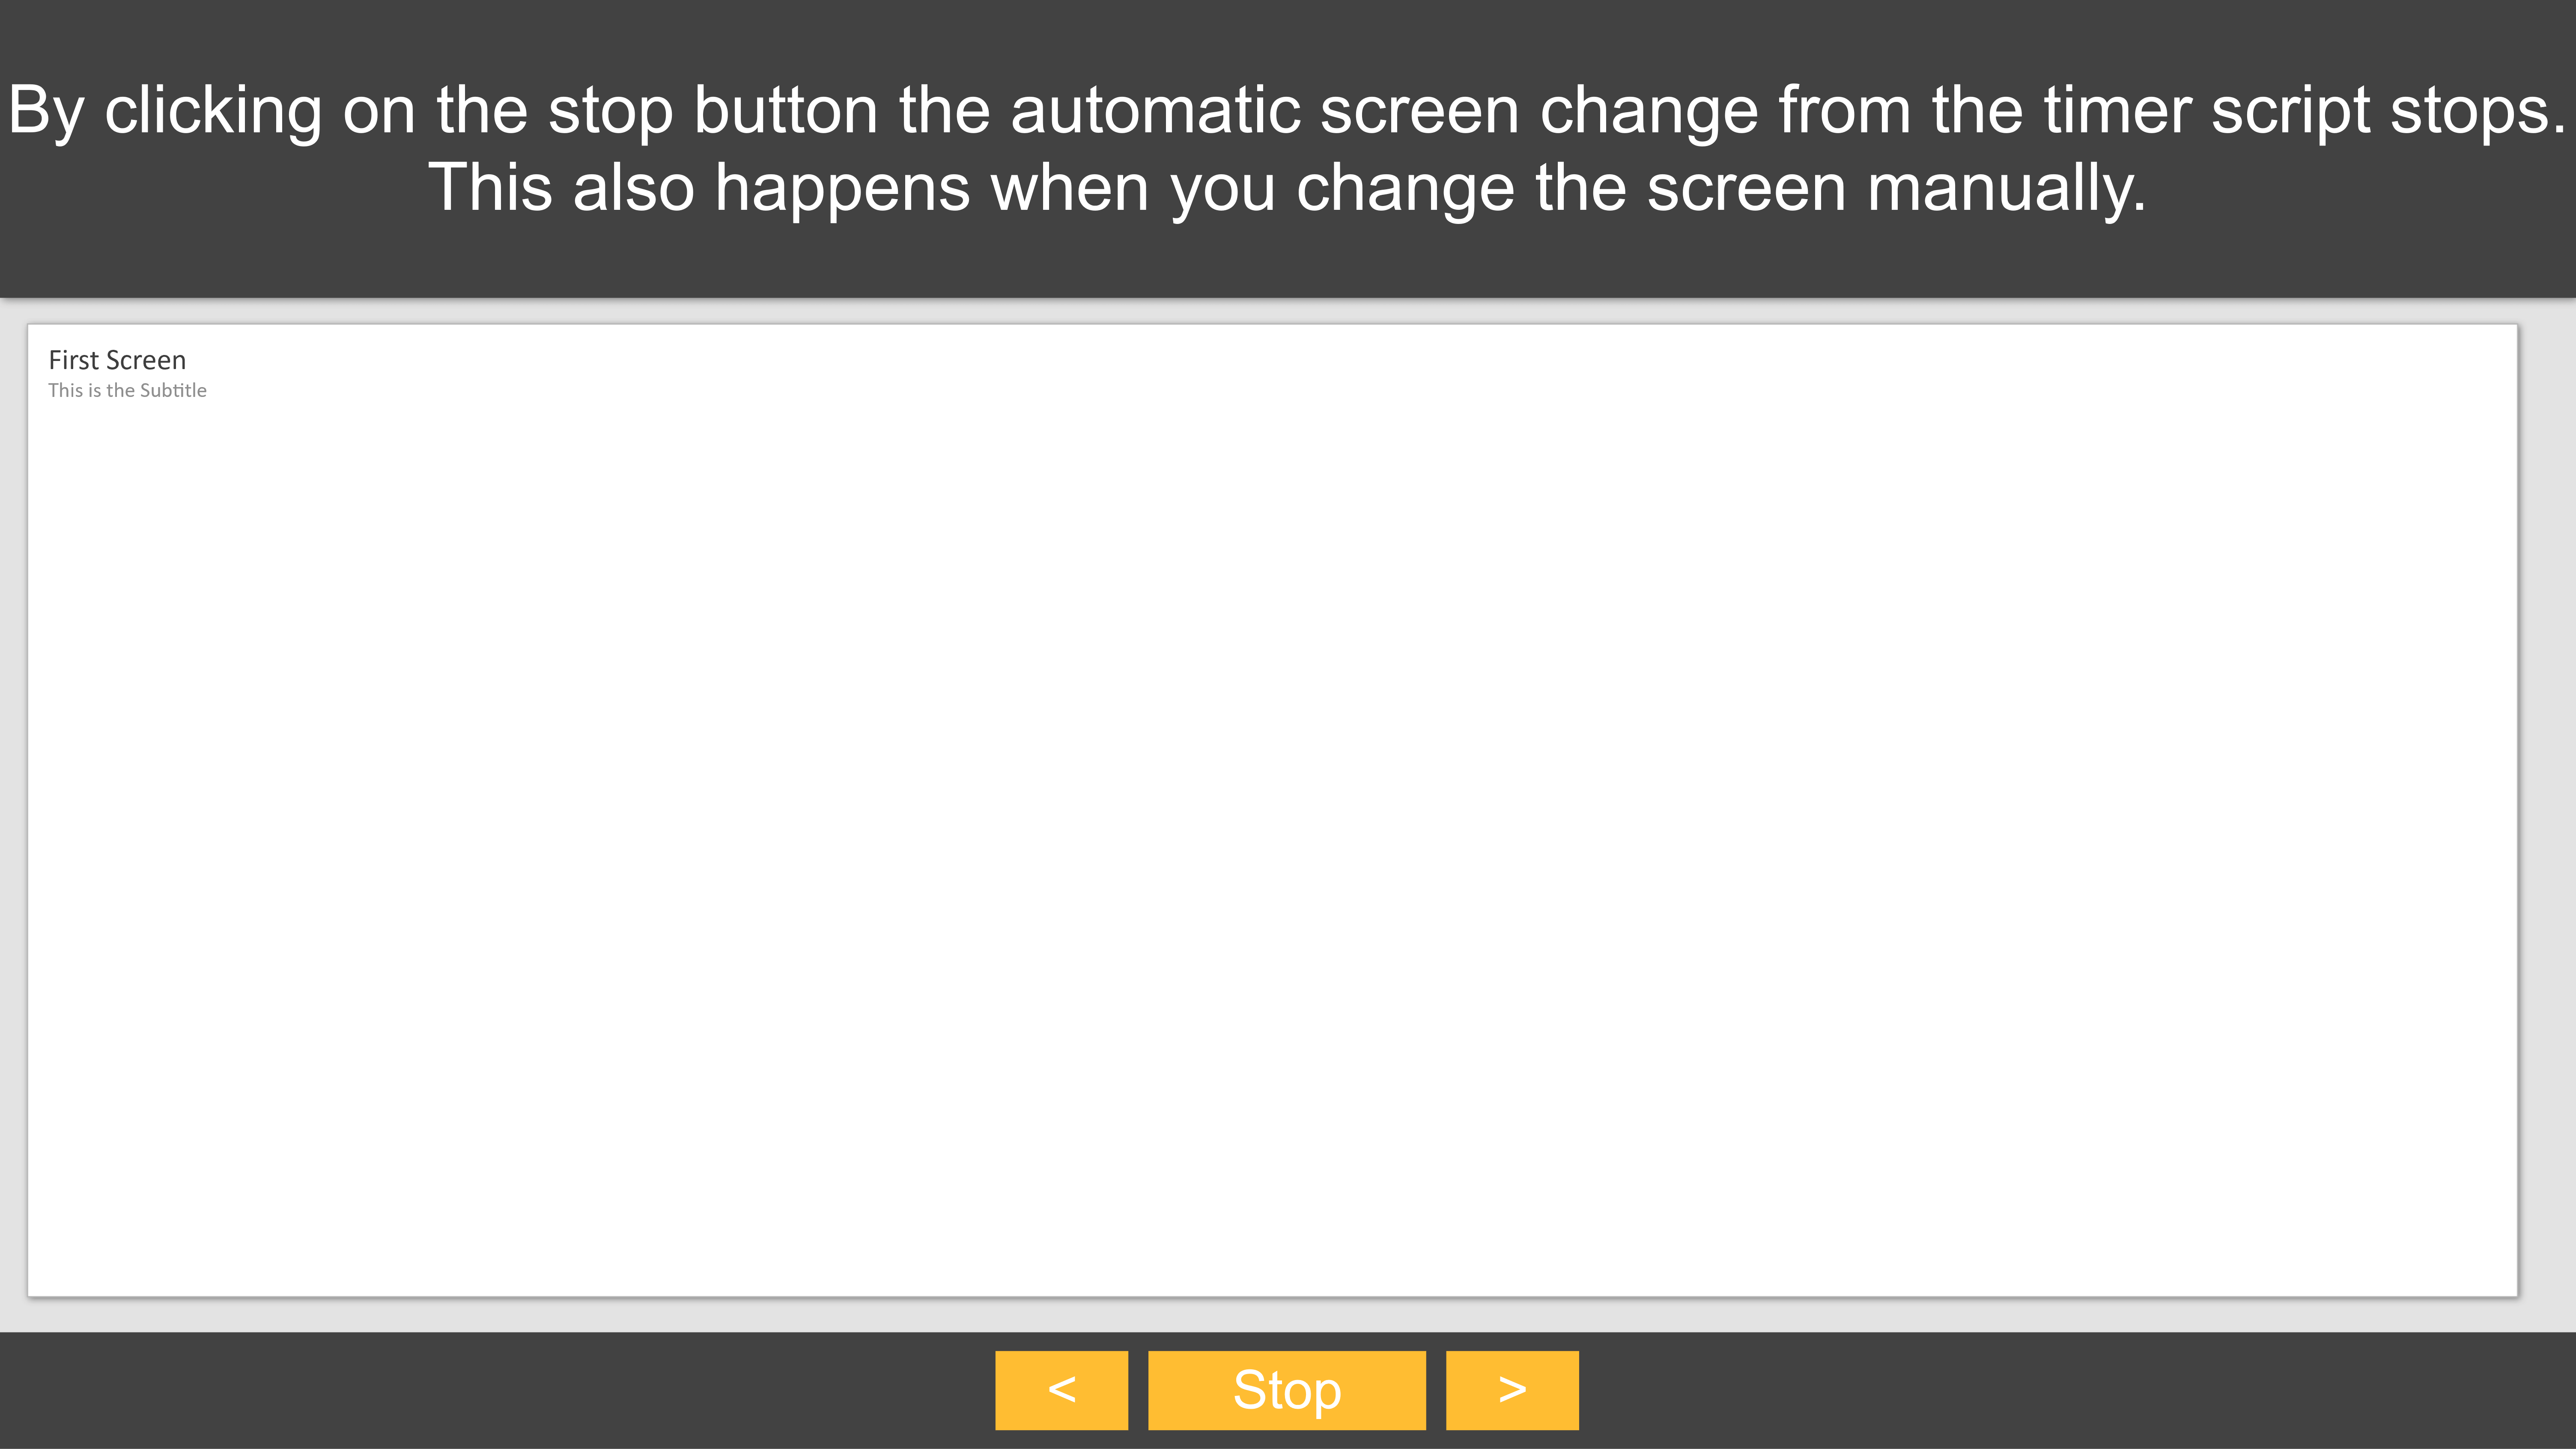 By clicking on the stop button the automatic screen change from the timer script stops.
This also happens when you change the screen manually.
First Screen
This is the Subtitle
< Stop >